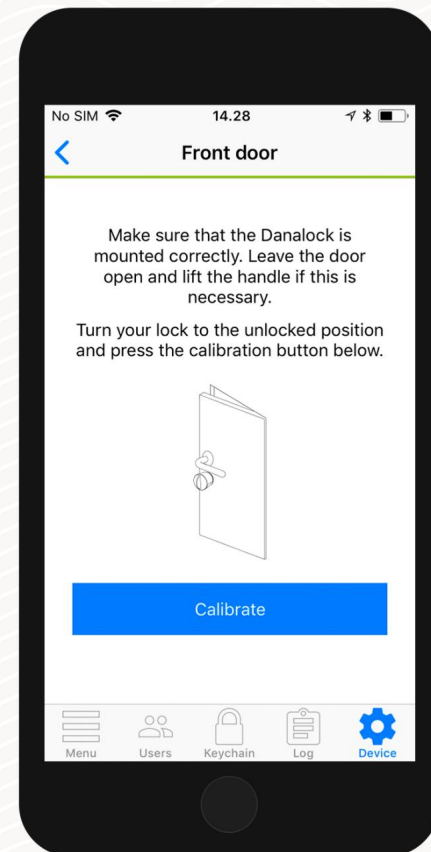 No SIM 14.28
Front door
Make sure that the Danalock is
mounted correctly. Leave the door
open and lift the handle if this is
necessary.
Turn your lock to the unlocked position
and press the calibration button below.
Calibrate
Menu Users Keychain Log Device